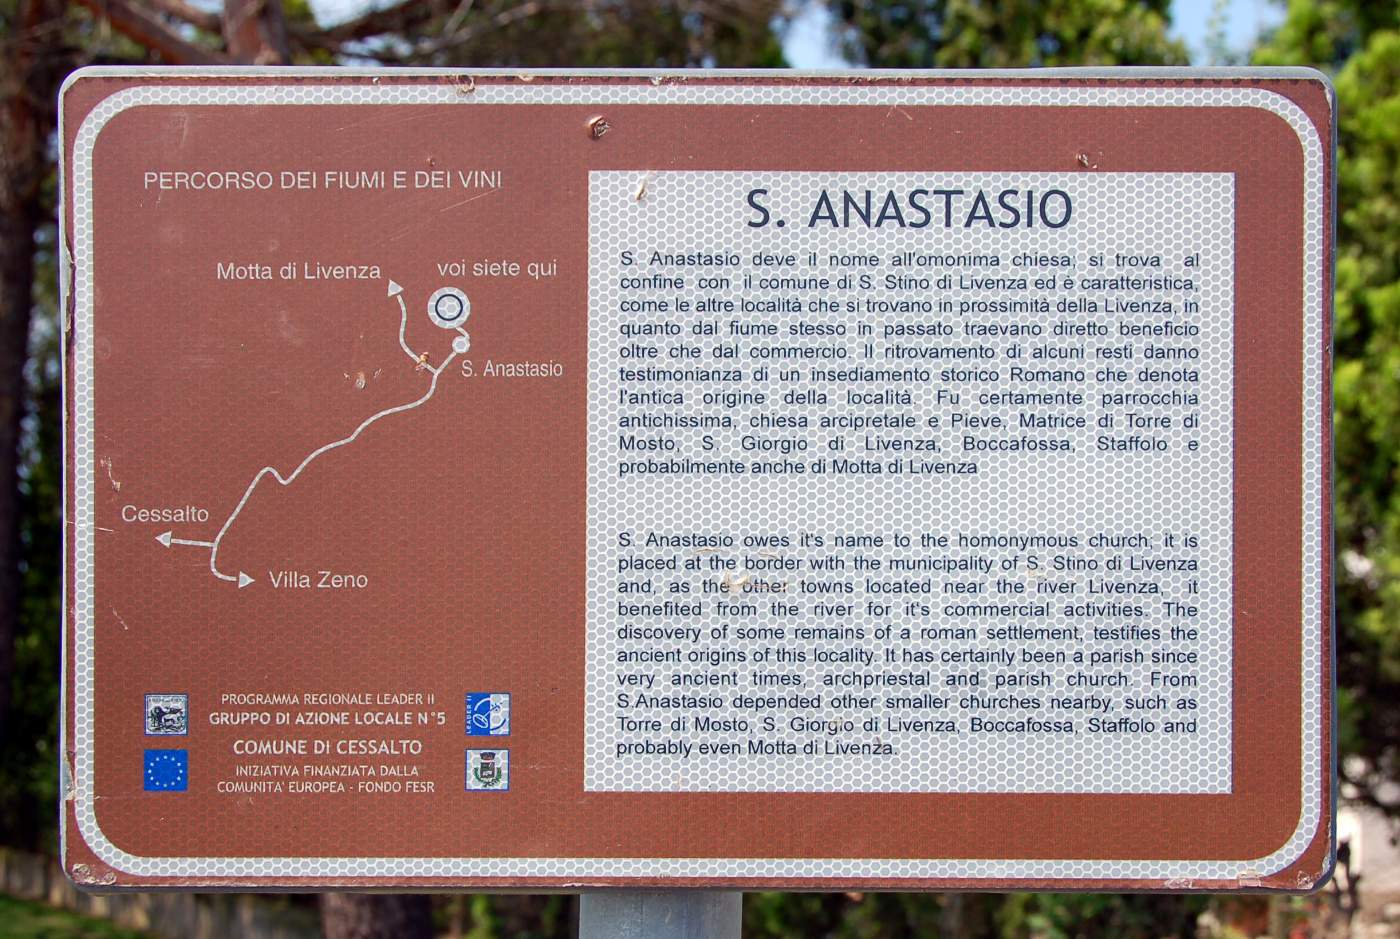 PERCORSO DEI FIUMI E DEI VINI
Motta di Livenza
voi siete qui
S. Anastasio
Cessalto
Villa Zeno
PROGRAMMA REGIONALE LEADER II
GRUPPO DI AZIONE LOCALE N°5
COMUNE DI CESSALTO
INIZIATIVA FINANZIATA DALLA
COMUNITA' EUROPEA - FONDO FESR
LEADER II
S. ANASTASIO
S. Anastasio deve il nome all'omonima chiesa; si trova al
confine con il comune di S. Stino di Livenza ed è caratteristica,
come le altre località che si trovano in prossimità della Livenza, in
quanto dal fiume stesso in passato traevano diretto beneficio
oltre che dal commercio. Il ritrovamento di alcuni resti danno
testimonianza di un insediamento storico Romano che denota
l'antica origine della località. Fu certamente parrocchia
antichissima, chiesa arcipretale e Pieve, Matrice di Torre di
Mosto, S. Giorgio di Livenza, Boccafossa, Staffolo e
probabilmente anche di Motta di Livenza
S. Anastasio owes it's name to the homonymous church; it is
placed at the border with the municipality of S. Stino di Livenza
and, as the other towns located near the river Livenza, it
benefited from the river for it's commercial activities. The
discovery of some remains of a roman settlement, testifies the
ancient origins of this locality. It has certainly been a parish since
very ancient times, archpriestal and parish church. From
S.Anastasio depended other smaller churches nearby, such as
Torre di Mosto, S. Giorgio di Livenza, Boccafossa, Staffolo and
probably even Motta di Livenza.